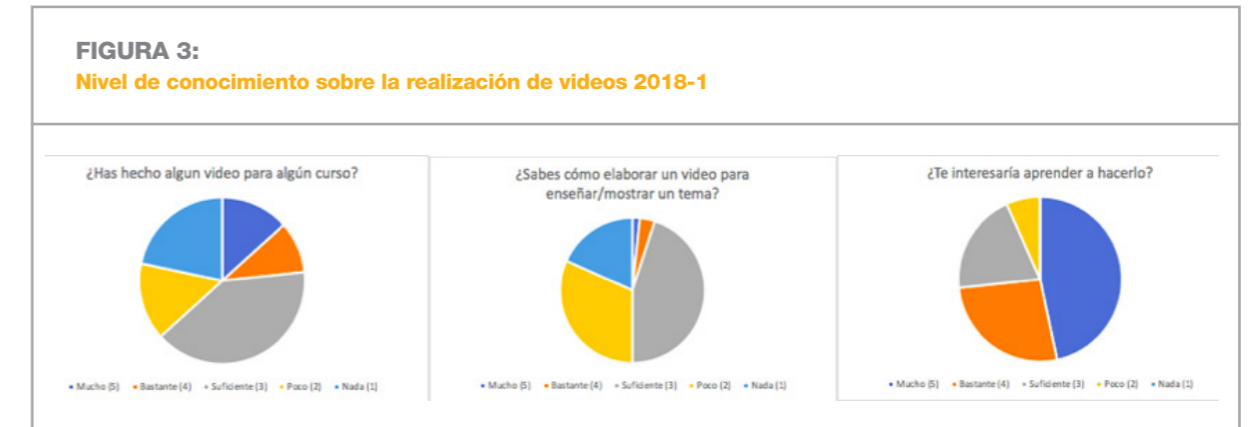 FIGURA 3:
Nivel de conocimiento sobre la realización de videos 2018-1
¿Has hecho algun video para algún curso?
Mucho (5) Bastante (4) Suficiente (3) Poco (2) Nada (1)
¿Sabes cómo elaborar un video para
enseñar/mostrar un tema?
Mucho (5) Bastante (4) Suficiente (3) Poco (2) Nada (1)
¿Te interesaría aprender a hacerlo?
Mucho (5) Bastante (4) Suficiente (3) Poco (2) Nada (1)